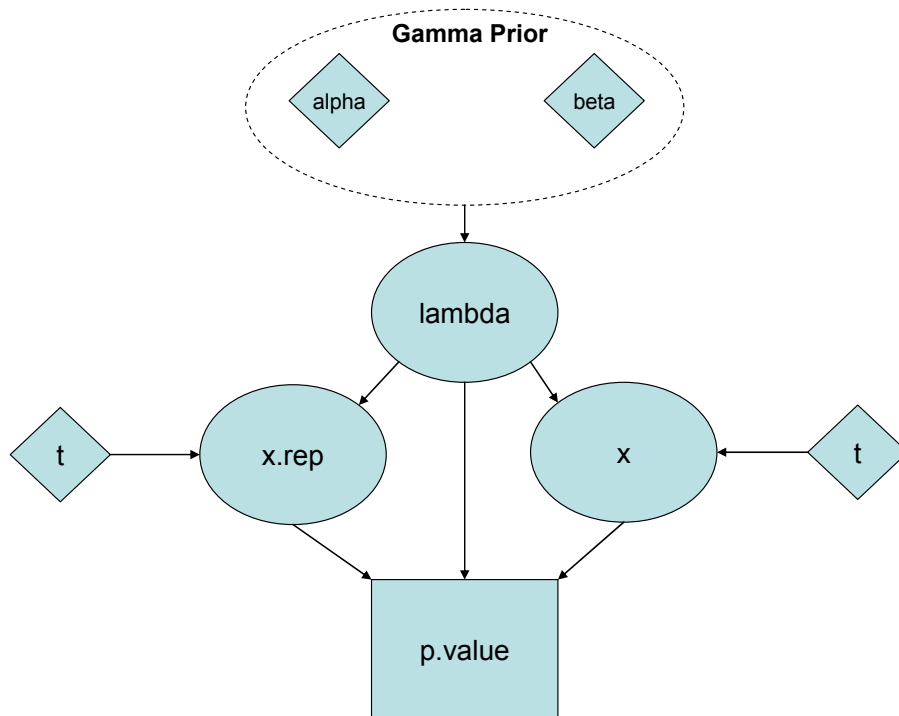 Gamma Prior
alpha
beta
lambda
t
x.rep
x
t
p.value